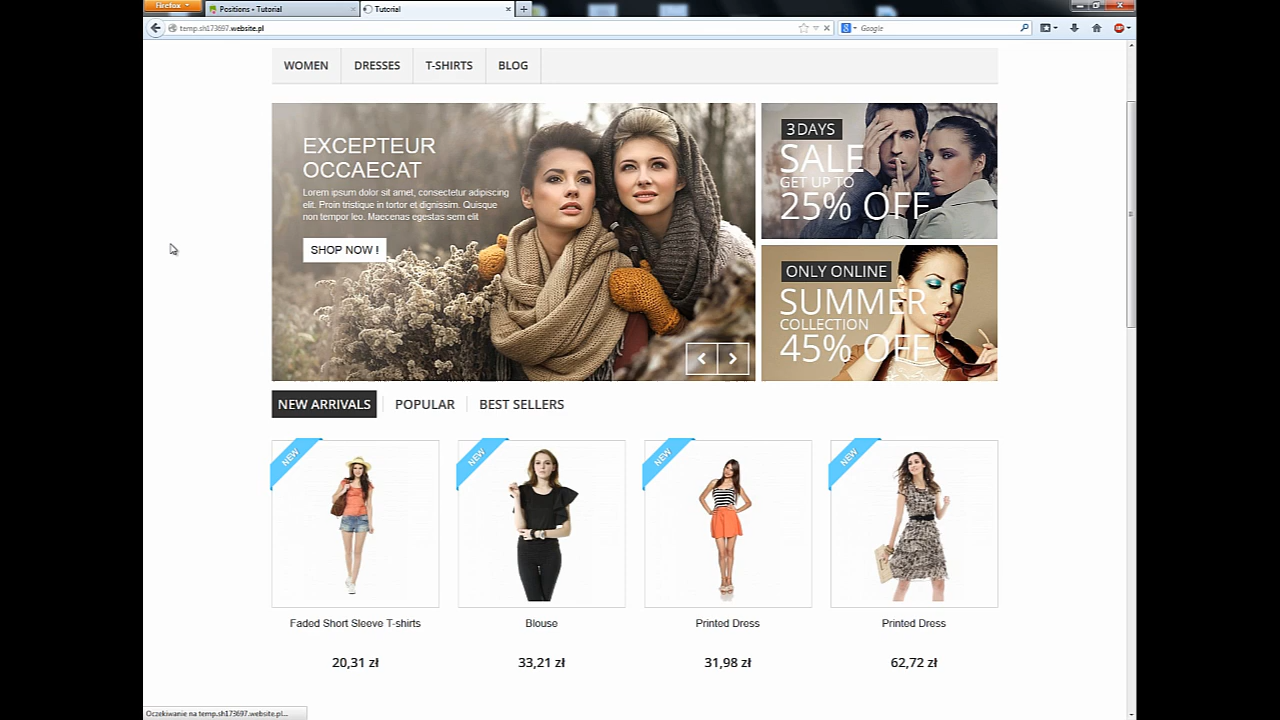 Firefox
Positions • Tutorial
Tutorial
temp.sh173697.website.pl
Google
WOMEN
DRESSES
T-SHIRTS
BLOG
EXCEPTEUR
OCCAECAT
Lorem ipsum dolor sit amet, consectetur adipiscing
elit. Proin tristique in tortor et dignissim. Quisque
non tempor leo. Maecenas egestas sem elit
SHOP NOW !
3 DAYS
SALE
GET UP TO
25% OFF
ONLY ONLINE
SUMMER
COLLECTION
45% OFF
NEW ARRIVALS
POPULAR
BEST SELLERS
NEW
NEW
NEW
NEW
Faded Short Sleeve T-shirts
Blouse
Printed Dress
Printed Dress
20,31 zł
33,21 zł
31,98 zł
62,72 zł
Oczekiwanie na temp.sh173697.website.pl...